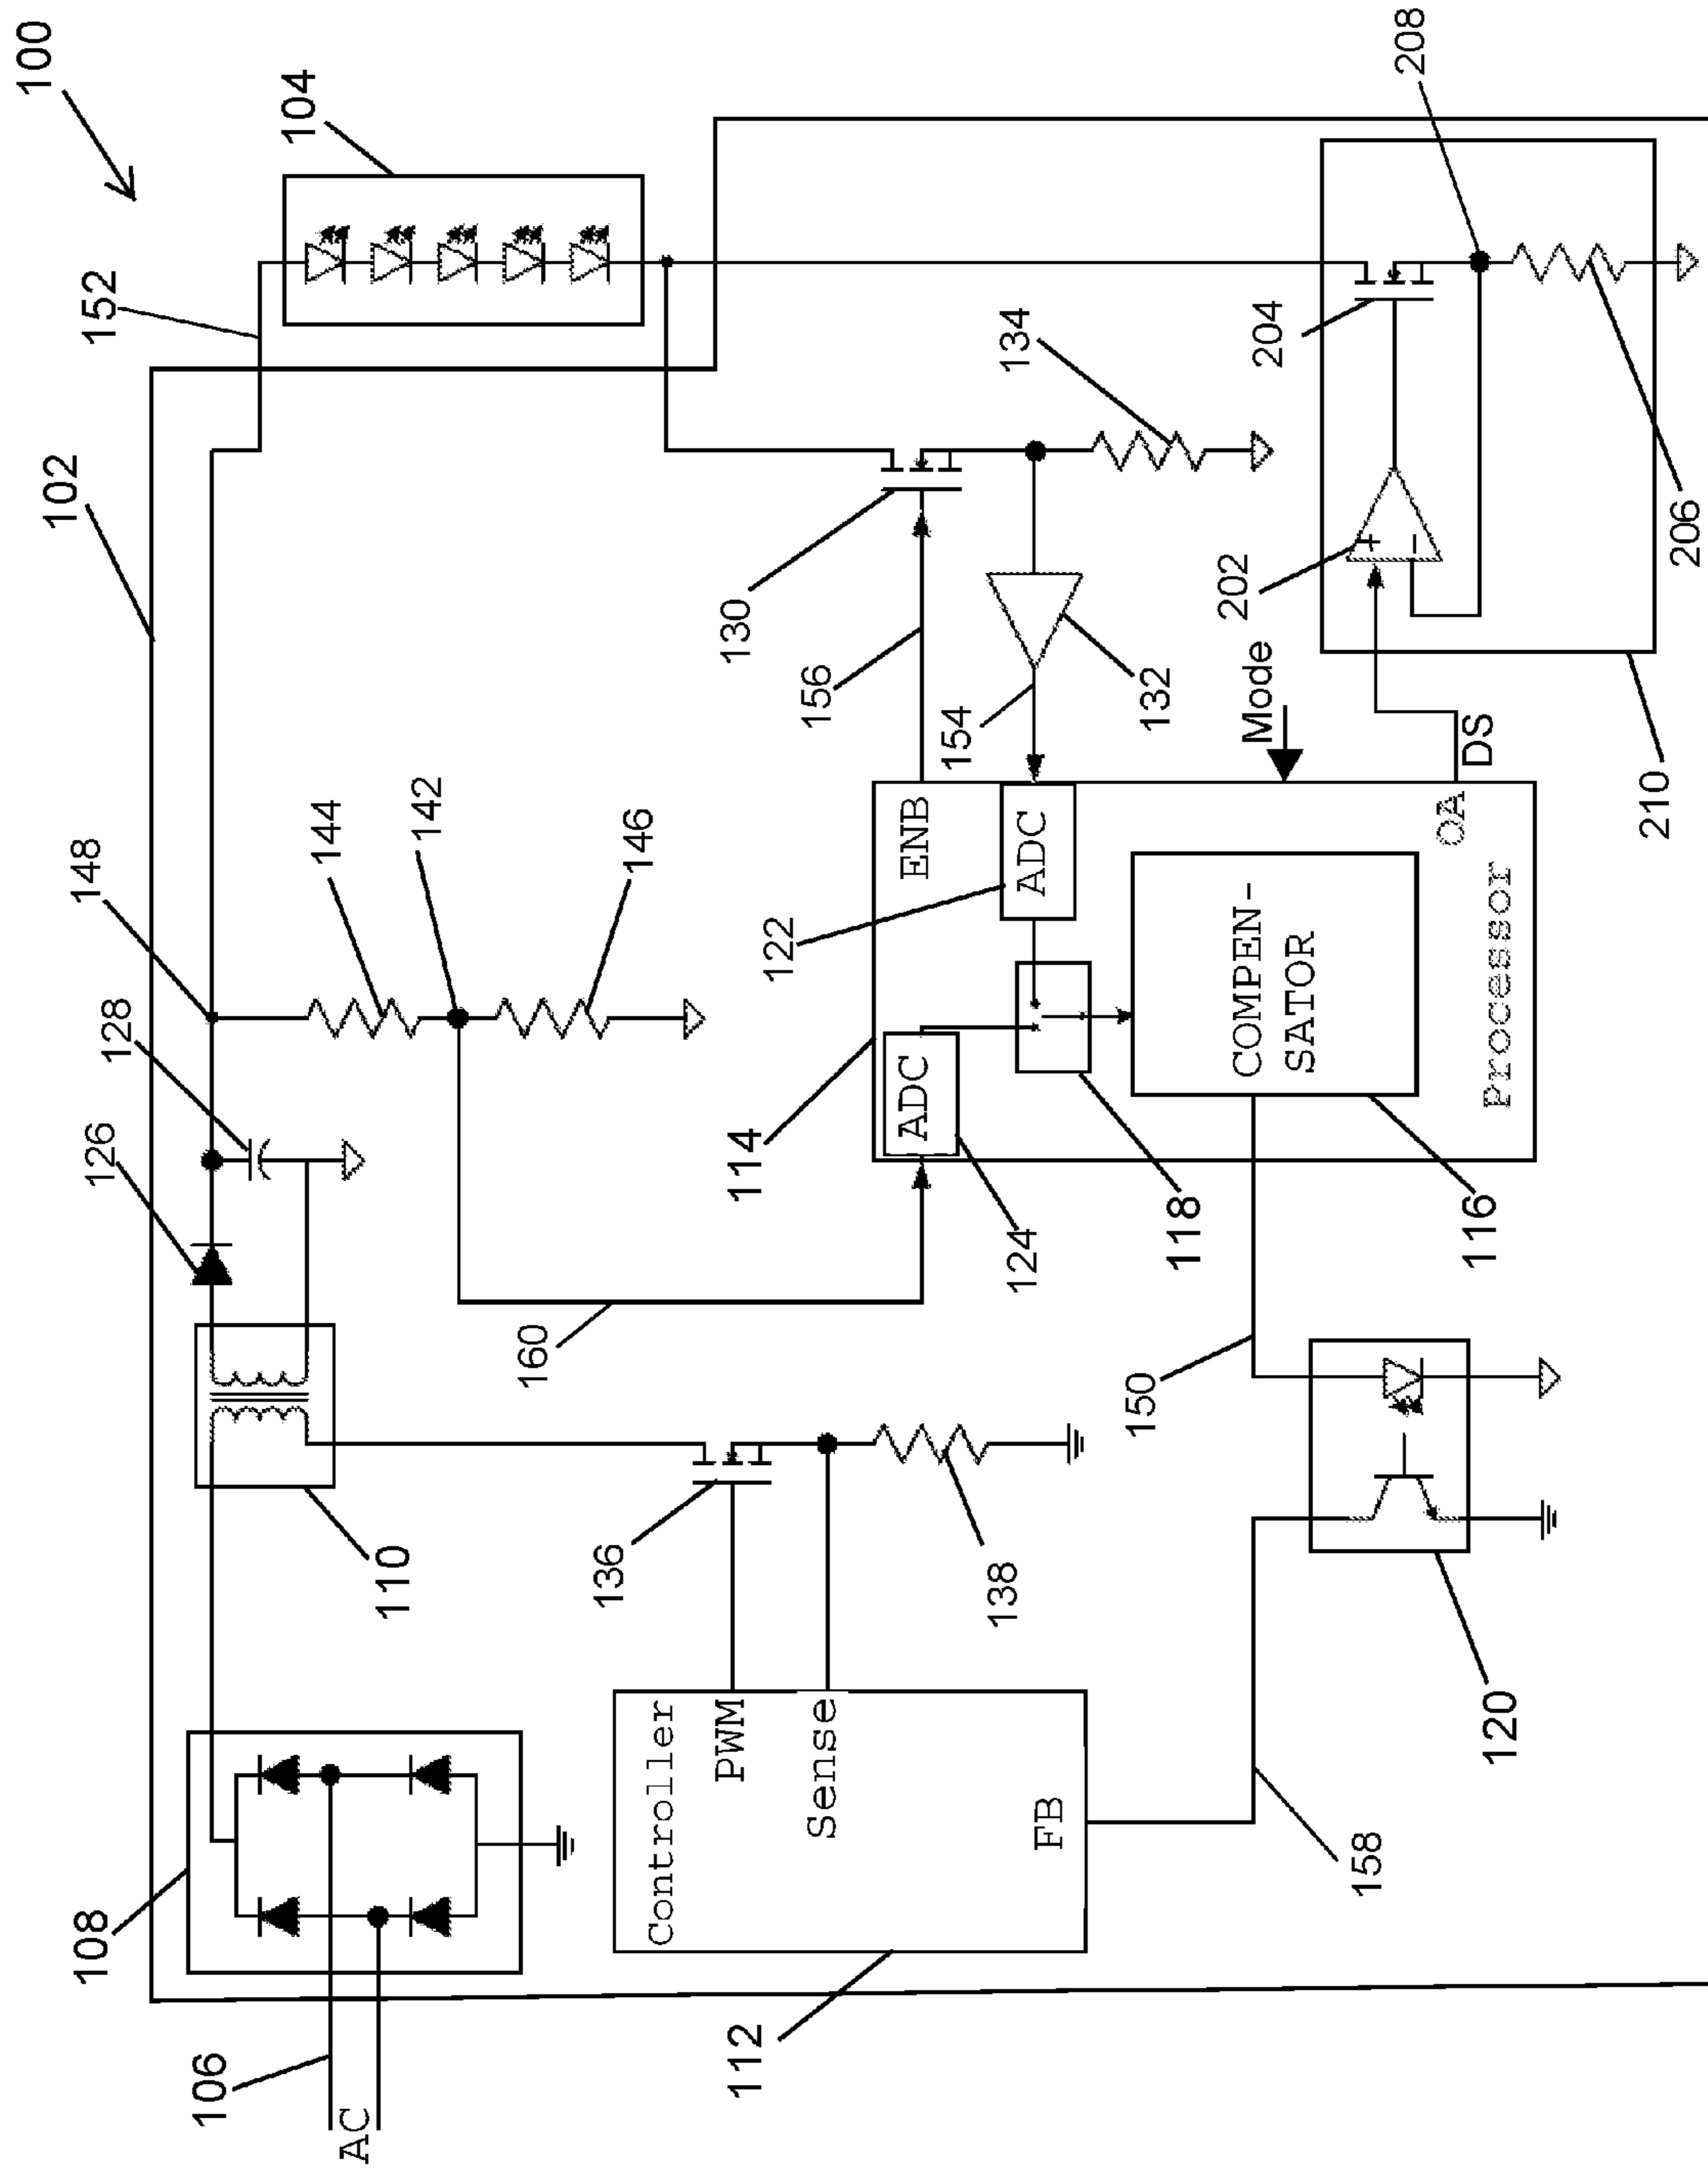 100
102
152
104
148
128
126
144
142
146
110
108
106
AC
160
130
156
154
132
134
136
138
Controller
PWM
Sense
FB
112
114
ENB
ADC
122
ADC
124
118
COMPEN-
SATOR
116
Processor
OA
DS
Mode
150
158
120
202
+
-
204
206
208
210